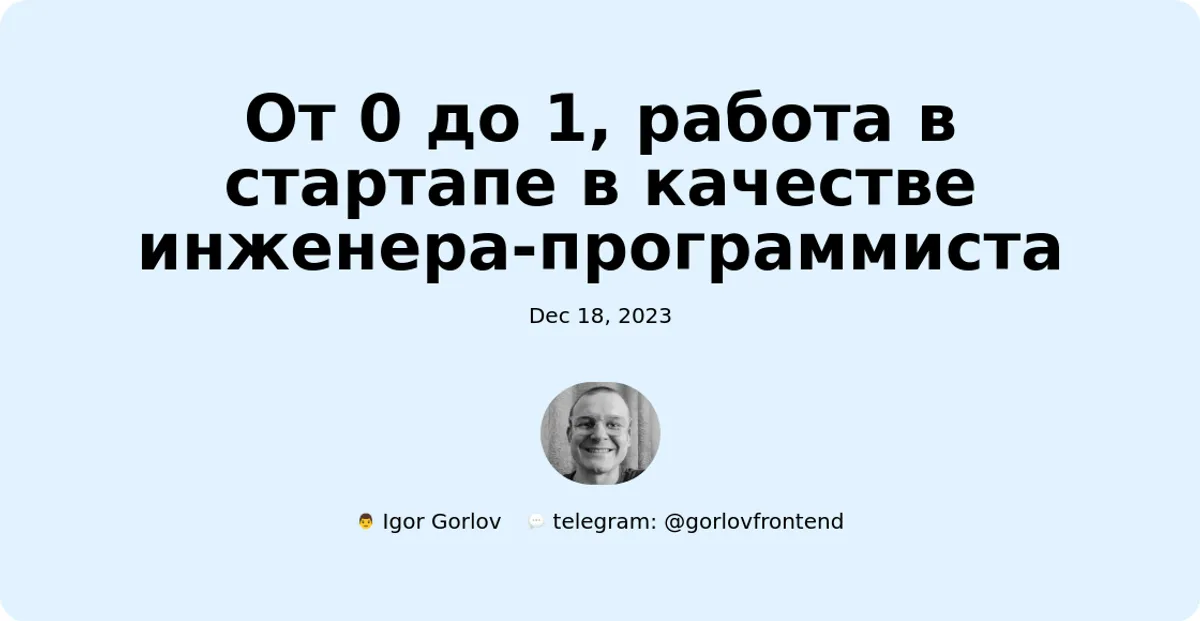 От 0 до 1, работа в
стартапе в качестве
инженера-программиста
Dec 18, 2023
👨 Igor Gorlov 💬 telegram: @gorlovfrontend